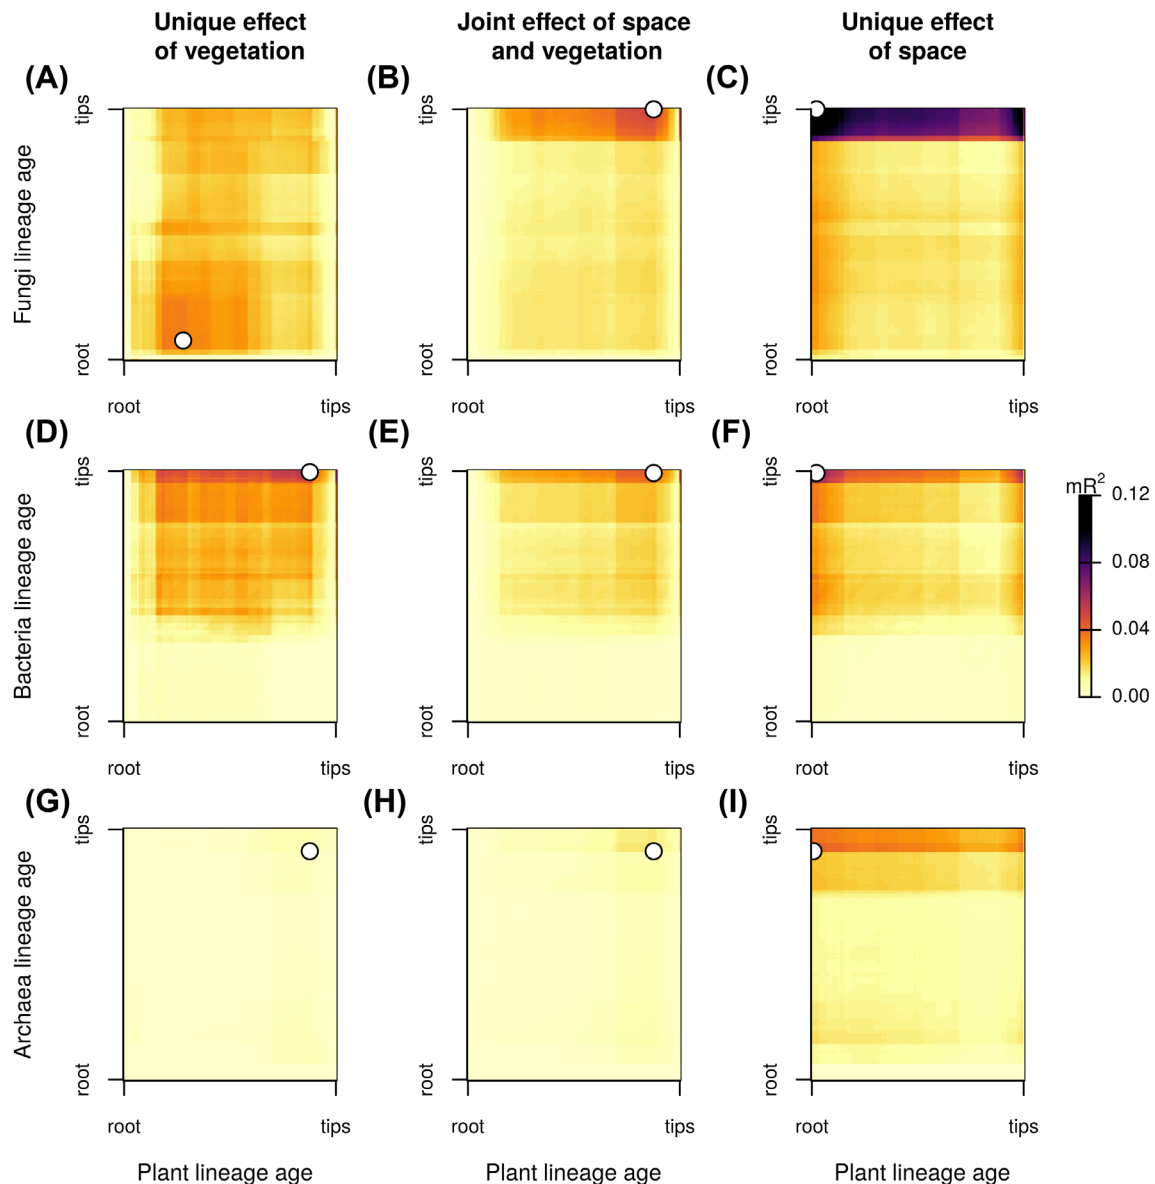 Unique effect
of vegetation
Joint effect of space
and vegetation
Unique effect
of space
(A)
(B)
(C)
tips
tips
tips
Fungi lineage age
root
root
root
root
tips
root
tips
root
tips
(D)
(E)
(F)
tips
tips
tips
Bacteria lineage age
mR²
0.12
0.08
0.04
0.00
root
root
root
root
tips
root
tips
root
tips
(G)
(H)
(I)
tips
tips
tips
Archaea lineage age
root
root
root
root
tips
root
tips
root
tips
Plant lineage age
Plant lineage age
Plant lineage age